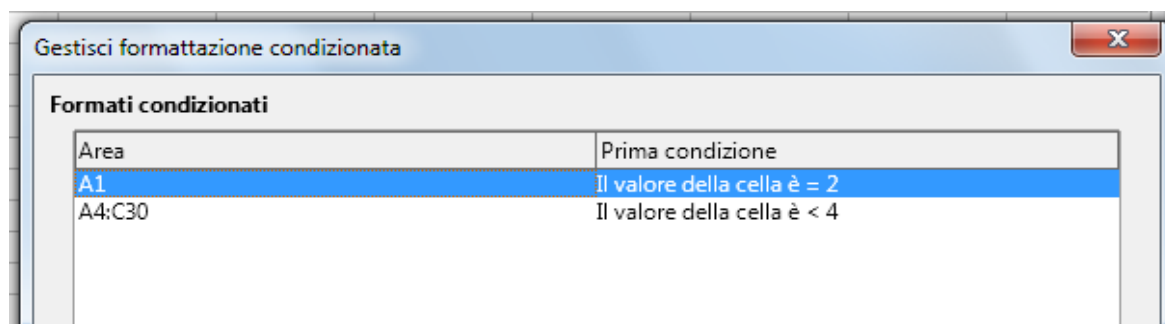 Gestisci formattazione condizionata
Formati condizionati
Area Prima condizione
A1 Il valore della cella è = 2
A4:C30 Il valore della cella è < 4